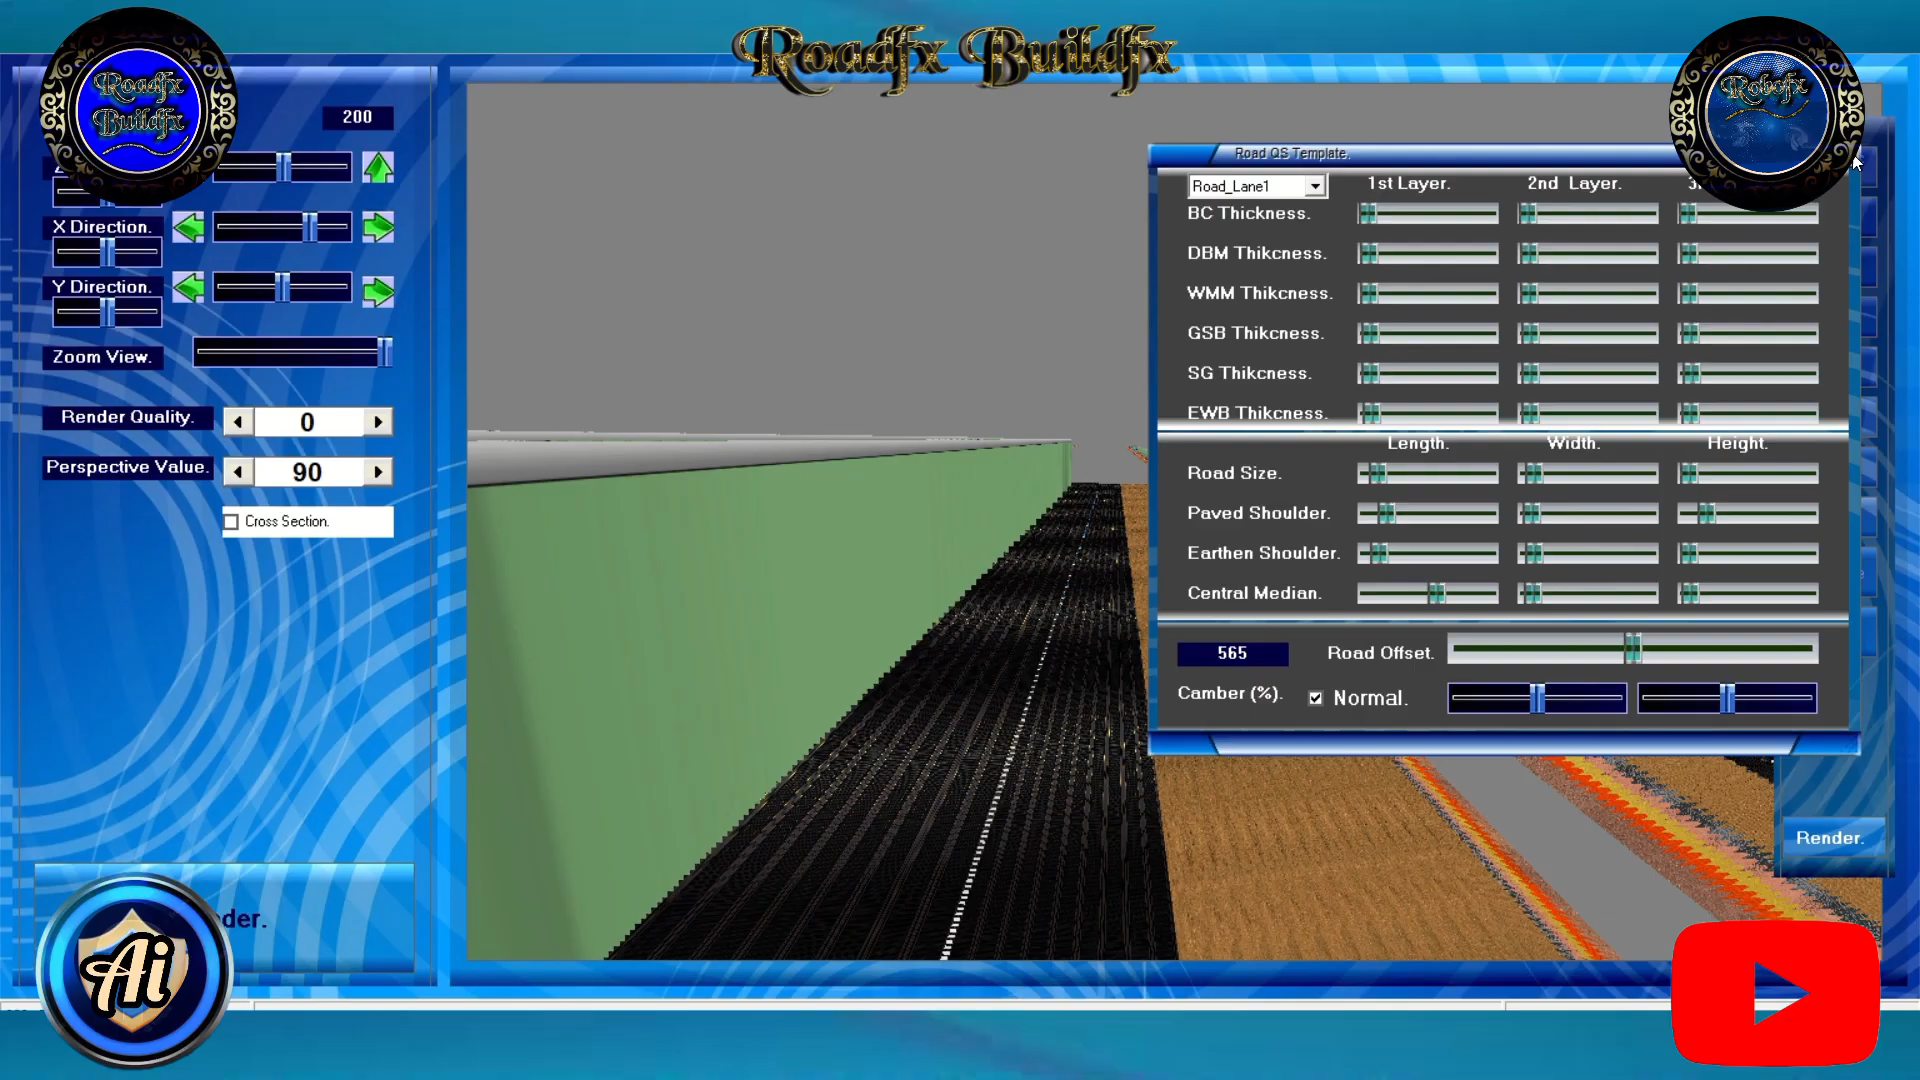 Roadfx Buildfx
Roadfx
Buildfx
Robofx
200
X Direction.
Y Direction.
Zoom View.
Render Quality.
0
Perspective Value.
90
Cross Section.
Road QS Template.
Road_Lane1
1st Layer.
2nd Layer.
BC Thickness.
DBM Thikcness.
WMM Thikcness.
GSB Thikcness.
SG Thikcness.
EWB Thikcness.
Length.
Width.
Height.
Road Size.
Paved Shoulder.
Earthen Shoulder.
Central Median.
565
Road Offset.
Camber (%).
Normal.
Render.
der.
Ai